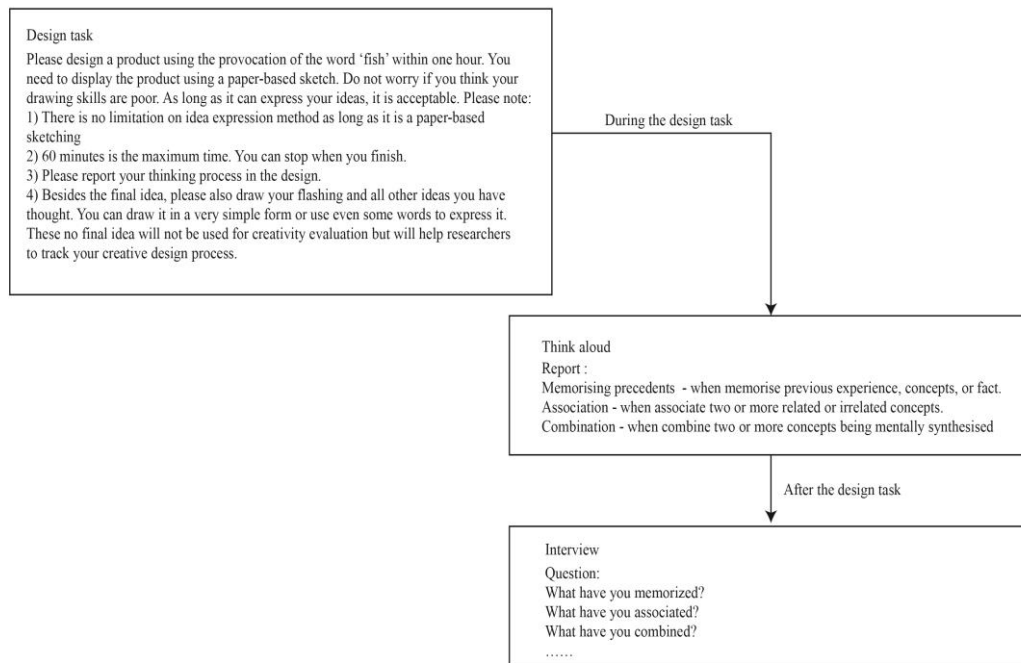 Design task
Please design a product using the provocation of the word ‘fish’ within one hour. You
need to display the product using a paper-based sketch. Do not worry if you think your
drawing skills are poor. As long as it can express your ideas, it is acceptable. Please note:
1) There is no limitation on idea expression method as long as it is a paper-based
sketching
2) 60 minutes is the maximum time. You can stop when you finish.
3) Please report your thinking process in the design.
4) Besides the final idea, please also draw your flashing and all other ideas you have
thought. You can draw it in a very simple form or use even some words to express it.
These no final idea will not be used for creativity evaluation but will help researchers
to track your creative design process.
During the design task
Think aloud
Report :
Memorising precedents - when memorise previous experience, concepts, or fact.
Association - when associate two or more related or irrelated concepts.
Combination - when combine two or more concepts being mentally synthesised
After the design task
Interview
Question:
What have you memorized?
What have you associated?
What have you combined?
……